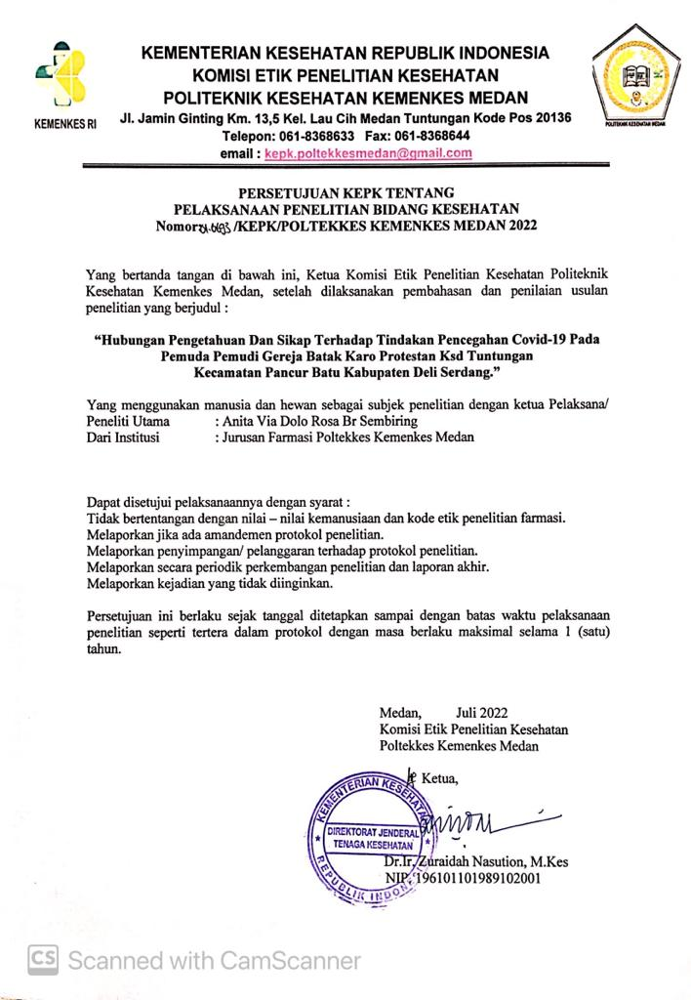 KEMENKES RI
KEMENTERIAN KESEHATAN REPUBLIK INDONESIA
KOMISI ETIK PENELITIAN KESEHATAN
POLITEKNIK KESEHATAN KEMENKES MEDAN
Jl. Jamin Ginting Km. 13,5 Kel. Lau Cih Medan Tuntungan Kode Pos 20136
Telepon: 061-8368633 Fax: 061-8368644
email : kepk.poltekkesmedan@gmail.com
POLITEKNIK KESEHATAN MEDAN
PERSETUJUAN KEPK TENTANG
PELAKSANAAN PENELITIAN BIDANG KESEHATAN
Nomor: /KEPK/POLTEKKES KEMENKES MEDAN 2022
Yang bertanda tangan di bawah ini, Ketua Komisi Etik Penelitian Kesehatan Politeknik
Kesehatan Kemenkes Medan, setelah dilaksanakan pembahasan dan penilaian usulan
penelitian yang berjudul :
“Hubungan Pengetahuan Dan Sikap Terhadap Tindakan Pencegahan Covid-19 Pada
Pemuda Pemudi Gereja Batak Karo Protestan Ksd Tuntungan
Kecamatan Pancur Batu Kabupaten Deli Serdang.”
Yang menggunakan manusia dan hewan sebagai subjek penelitian dengan ketua Pelaksana/
Peneliti Utama : Anita Via Dolo Rosa Br Sembiring
Dari Institusi : Jurusan Farmasi Poltekkes Kemenkes Medan
Dapat disetujui pelaksanaannya dengan syarat :
Tidak bertentangan dengan nilai – nilai kemanusiaan dan kode etik penelitian farmasi.
Melaporkan jika ada amandemen protokol penelitian.
Melaporkan penyimpangan/ pelanggaran terhadap protokol penelitian.
Melaporkan secara periodik perkembangan penelitian dan laporan akhir.
Melaporkan kejadian yang tidak diinginkan.
Persetujuan ini berlaku sejak tanggal ditetapkan sampai dengan batas waktu pelaksanaan
penelitian seperti tertera dalam protokol dengan masa berlaku maksimal selama 1 (satu)
tahun.
Medan, Juli 2022
Komisi Etik Penelitian Kesehatan
Poltekkes Kemenkes Medan
Ketua,
KEMENTERIAN KESEHATAN
DIREKTORAT JENDERAL
TENAGA KESEHATAN
REPUBLIK INDONESIA
Dr.Ir. Zuraidah Nasution, M.Kes
NIP. 196101101989102001
CS Scanned with CamScanner